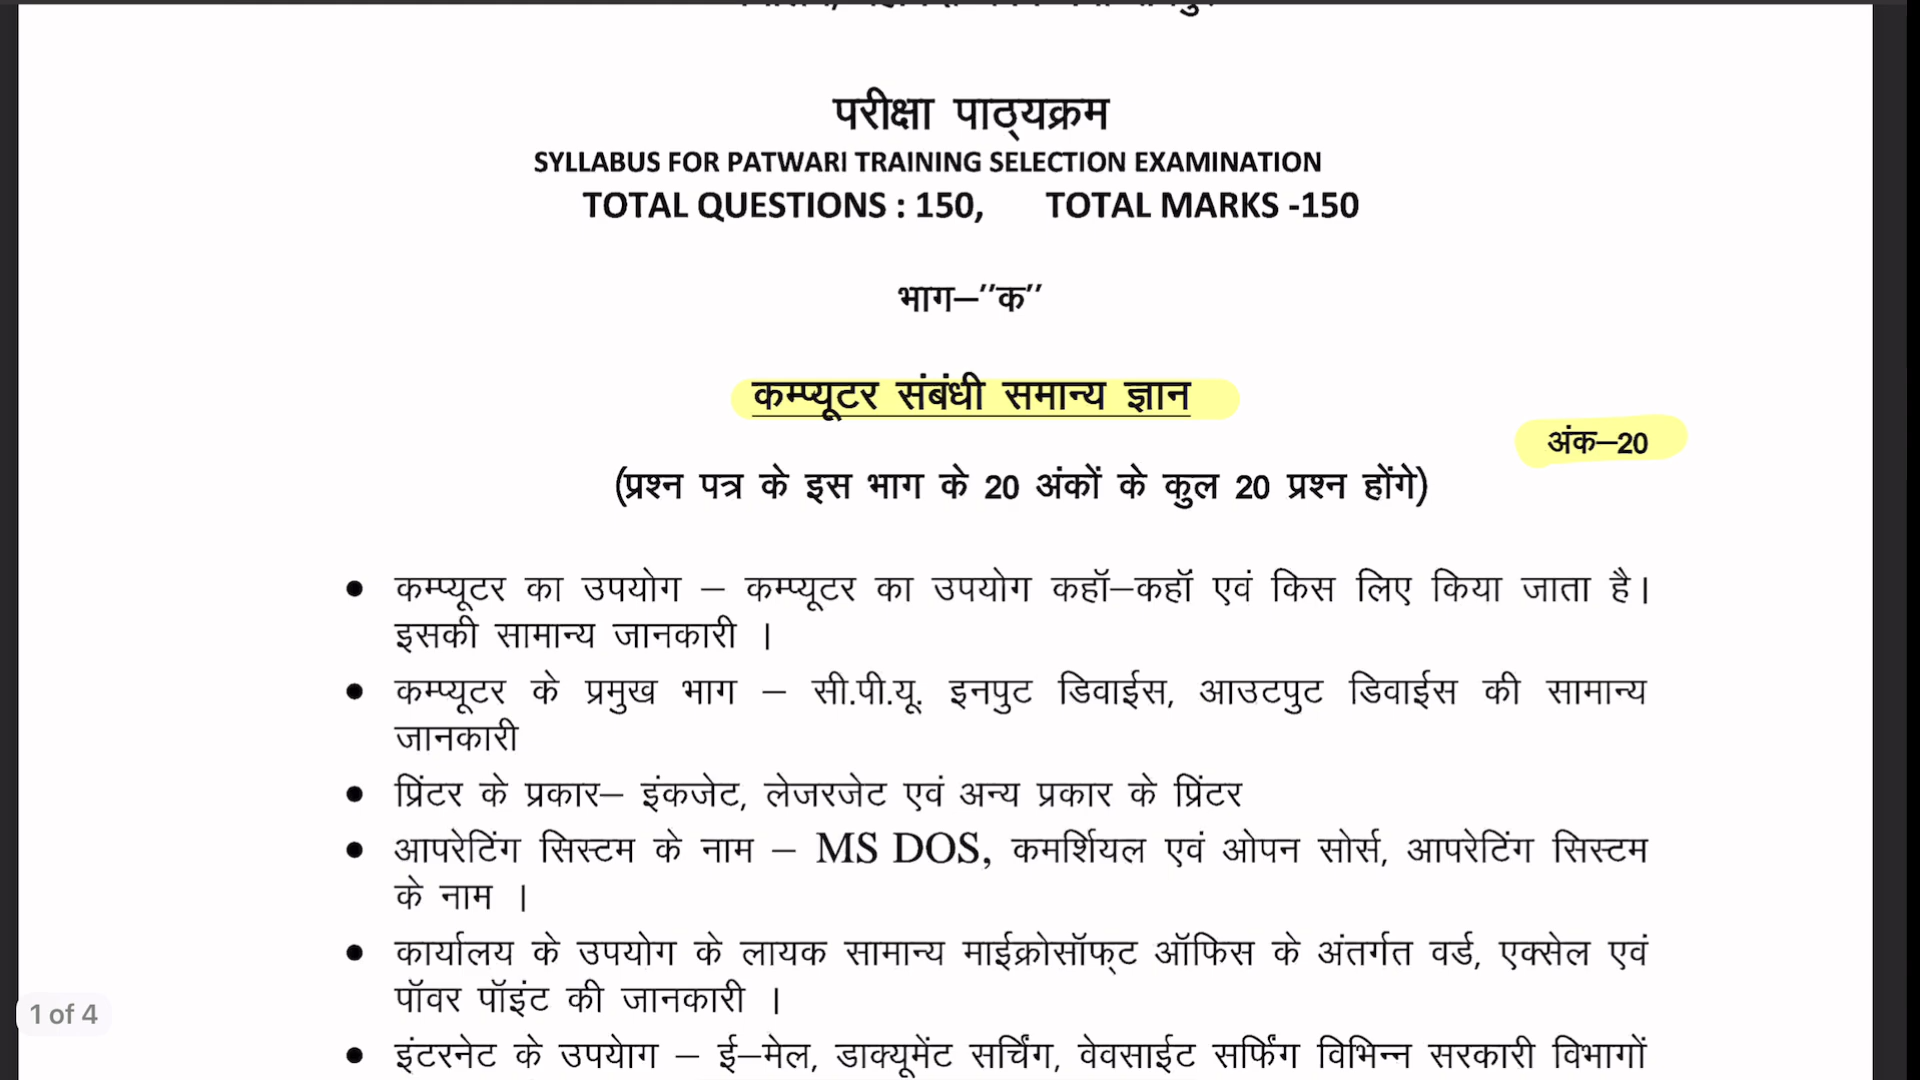 परीक्षा पाठ्यक्रम
SYLLABUS FOR PATWARI TRAINING SELECTION EXAMINATION
TOTAL QUESTIONS : 150, TOTAL MARKS -150
भाग–"क"
कम्प्यूटर संबंधी समान्य ज्ञान
अंक–20
(प्रश्न पत्र के इस भाग के 20 अंकों के कुल 20 प्रश्न होंगे)
• कम्प्यूटर का उपयोग – कम्प्यूटर का उपयोग कहॉ–कहॉं एवं किस लिए किया जाता है।
इसकी सामान्य जानकारी ।
• कम्प्यूटर के प्रमुख भाग – सी.पी.यू. इनपुट डिवाईस, आउटपुट डिवाईस की सामान्य
जानकारी
• प्रिंटर के प्रकार– इंकजेट, लेजरजेट एवं अन्य प्रकार के प्रिंटर
• आपरेटिंग सिस्टम के नाम – MS DOS, कमर्शियल एवं ओपन सोर्स, आपरेटिंग सिस्टम
के नाम ।
• कार्यालय के उपयोग के लायक सामान्य माईक्रोसॉफ्ट ऑफिस के अंतर्गत वर्ड, एक्सेल एवं
पॉवर पॉइंट की जानकारी ।
• इंटरनेट के उपयोग – ई–मेल, डाक्यूमेंट सर्चिंग, वेवसाईट सर्फिंग विभिन्न सरकारी विभागों
1 of 4